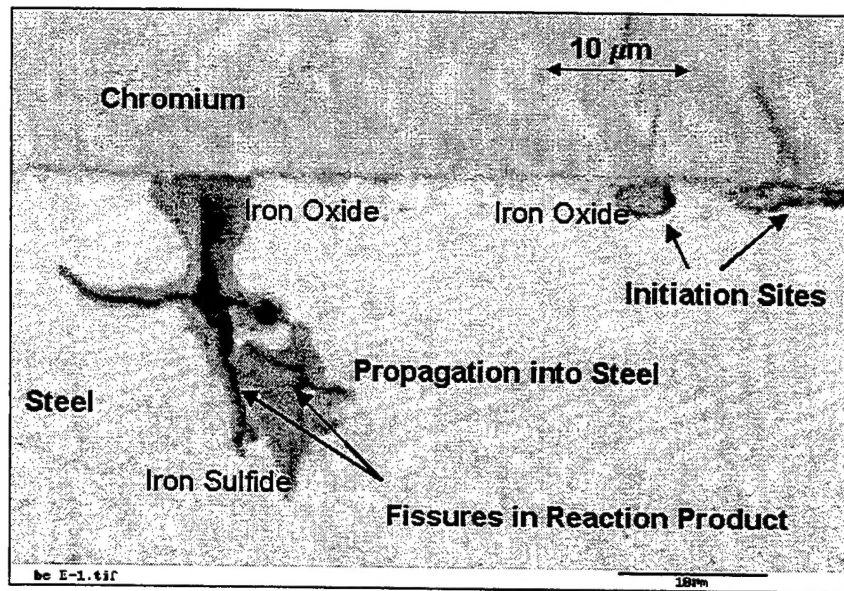 10 µm
Chromium
Iron Oxide
Iron Oxide
Initiation Sites
Propagation into Steel
Steel
Iron Sulfide
Fissures in Reaction Product
be E-1.tif